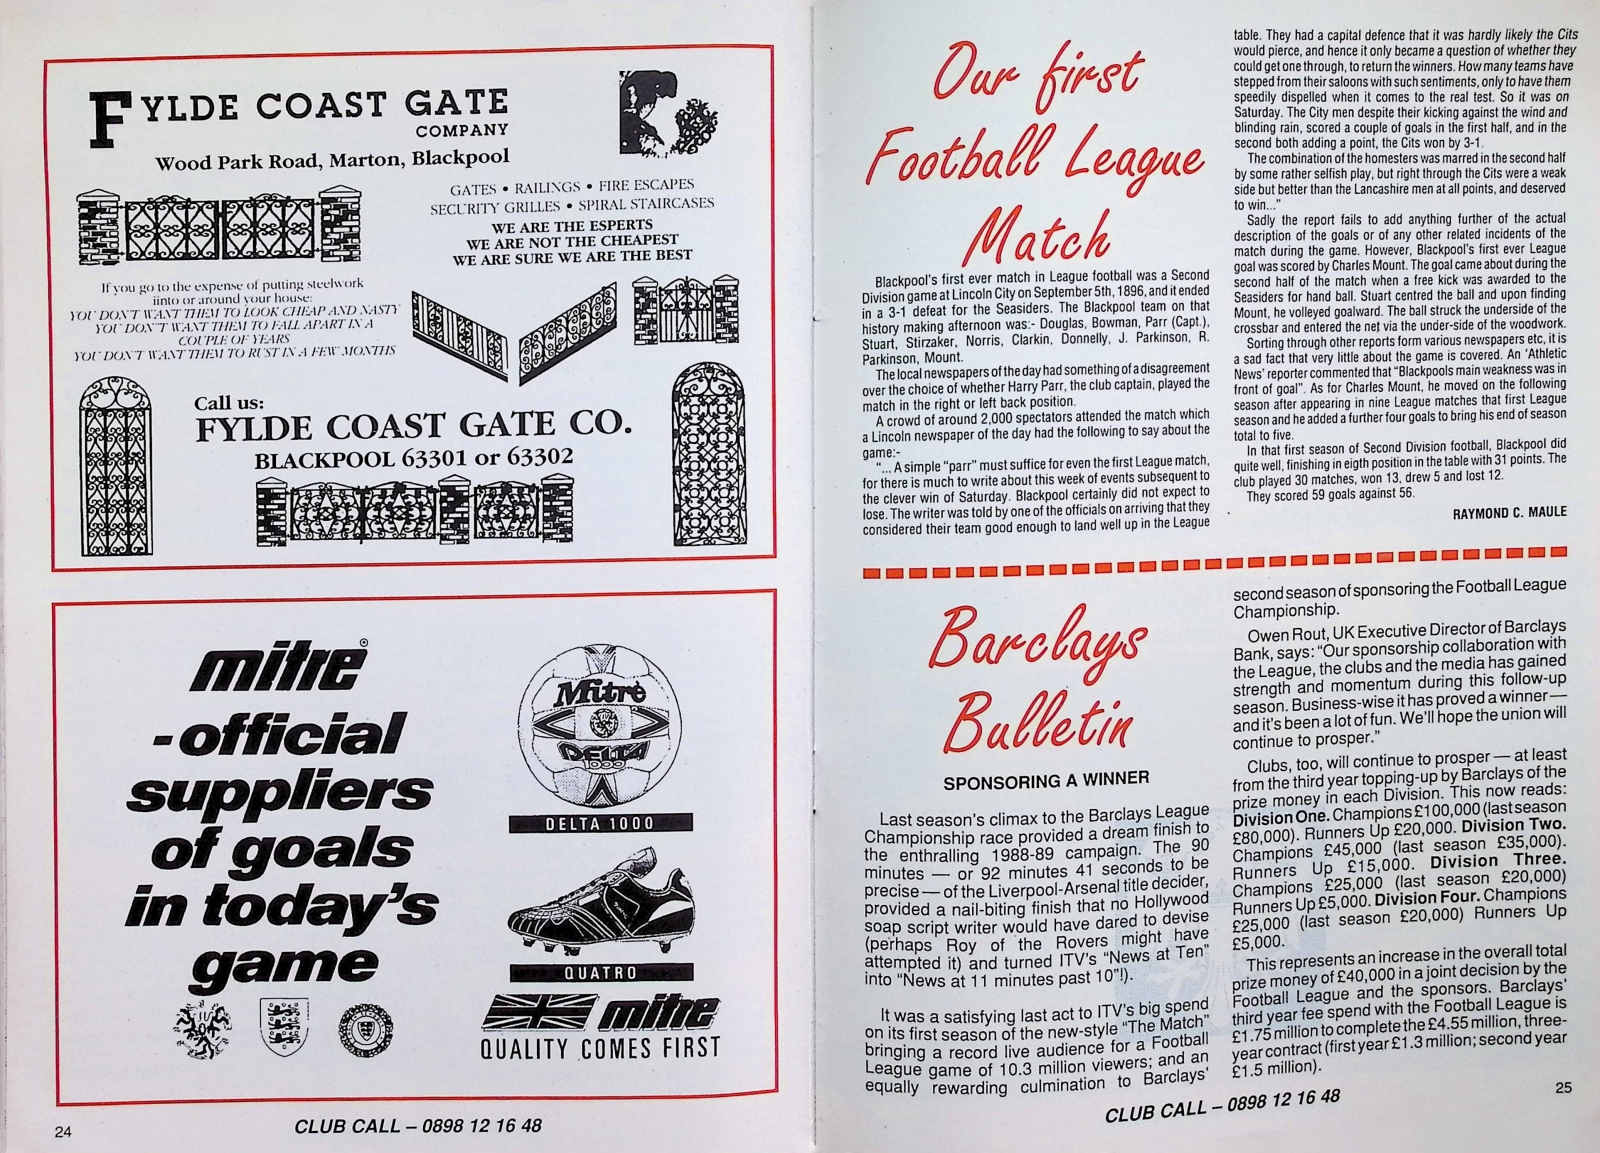 FYLDE COAST GATE
COMPANY
Wood Park Road, Marton, Blackpool
GATES • RAILINGS • FIRE ESCAPES
SECURITY GRILLES • SPIRAL STAIRCASES
WE ARE THE ESPERTS
WE ARE NOT THE CHEAPEST
WE ARE SURE WE ARE THE BEST
If you go to the expense of putting steelwork
iinto or around your house:
YOU DON'T WANT THEM TO LOOK CHEAP AND NASTY
YOU DON'T WANT THEM TO FALL APART IN A
COUPLE OF YEARS
YOU DON'T WANT THEM TO RUST IN A FEW MONTHS
Call us:
FYLDE COAST GATE CO.
BLACKPOOL 63301 or 63302
mitre®
- official
suppliers
of goals
in today's
game
Mitre
DELTA
1000
DELTA 1000
QUATRO
mitre
QUALITY COMES FIRST
CLUB CALL – 0898 12 16 48
24
Our first
Football League
Match
Blackpool's first ever match in League football was a Second
Division game at Lincoln City on September 5th, 1896, and it ended
in a 3-1 defeat for the Seasiders. The Blackpool team on that
history making afternoon was:- Douglas, Bowman, Parr (Capt.),
Stuart, Stirzaker, Norris, Clarkin, Donnelly, J. Parkinson, R.
Parkinson, Mount.
The local newspapers of the day had something of a disagreement
over the choice of whether Harry Parr, the club captain, played the
match in the right or left back position.
A crowd of around 2,000 spectators attended the match which
a Lincoln newspaper of the day had the following to say about the
game:-
"... A simple "parr" must suffice for even the first League match,
for there is much to write about this week of events subsequent to
the clever win of Saturday. Blackpool certainly did not expect to
lose. The writer was told by one of the officials on arriving that they
considered their team good enough to land well up in the League
table. They had a capital defence that it was hardly likely the Cits
would pierce, and hence it only became a question of whether they
could get one through, to return the winners. How many teams have
stepped from their saloons with such sentiments, only to have them
speedily dispelled when it comes to the real test. So it was on
Saturday. The City men despite their kicking against the wind and
blinding rain, scored a couple of goals in the first half, and in the
second both adding a point, the Cits won by 3-1.
The combination of the homesters was marred in the second half
by some rather selfish play, but right through the Cits were a weak
side but better than the Lancashire men at all points, and deserved
to win..."
Sadly the report fails to add anything further of the actual
description of the goals or of any other related incidents of the
match during the game. However, Blackpool's first ever League
goal was scored by Charles Mount. The goal came about during the
second half of the match when a free kick was awarded to the
Seasiders for hand ball. Stuart centred the ball and upon finding
Mount, he volleyed goalward. The ball struck the underside of the
crossbar and entered the net via the under-side of the woodwork.
Sorting through other reports form various newspapers etc, it is
a sad fact that very little about the game is covered. An 'Athletic
News' reporter commented that "Blackpools main weakness was in
front of goal". As for Charles Mount, he moved on the following
season after appearing in nine League matches that first League
season and he added a further four goals to bring his end of season
total to five.
In that first season of Second Division football, Blackpool did
quite well, finishing in eigth position in the table with 31 points. The
club played 30 matches, won 13, drew 5 and lost 12.
They scored 59 goals against 56.
RAYMOND C. MAULE
Barclays
Bulletin
SPONSORING A WINNER
Last season's climax to the Barclays League
Championship race provided a dream finish to
the enthralling 1988-89 campaign. The 90
minutes — or 92 minutes 41 seconds to be
precise — of the Liverpool-Arsenal title decider,
provided a nail-biting finish that no Hollywood
soap script writer would have dared to devise
(perhaps Roy of the Rovers might have
attempted it) and turned ITV's "News at Ten"
into "News at 11 minutes past 10"!).
It was a satisfying last act to ITV's big spend
on its first season of the new-style "The Match"
bringing a record live audience for a Football
League game of 10.3 million viewers; and an
equally rewarding culmination to Barclays'
second season of sponsoring the Football League
Championship.
Owen Rout, UK Executive Director of Barclays
Bank, says: "Our sponsorship collaboration with
the League, the clubs and the media has gained
strength and momentum during this follow-up
season. Business-wise it has proved a winner —
and it's been a lot of fun. We'll hope the union will
continue to prosper."
Clubs, too, will continue to prosper — at least
from the third year topping-up by Barclays of the
prize money in each Division. This now reads:
Division One. Champions £100,000 (last season
£80,000). Runners Up £20,000. Division Two.
Champions £45,000 (last season £35,000).
Runners Up £15,000. Division Three.
Champions £25,000 (last season £20,000)
Runners Up £5,000. Division Four. Champions
£25,000 (last season £20,000) Runners Up
£5,000.
This represents an increase in the overall total
prize money of £40,000 in a joint decision by the
Football League and the sponsors. Barclays'
third year fee spend with the Football League is
£1.75 million to complete the £4.55 million, three-
year contract (first year £1.3 million; second year
£1.5 million).
CLUB CALL – 0898 12 16 48
25